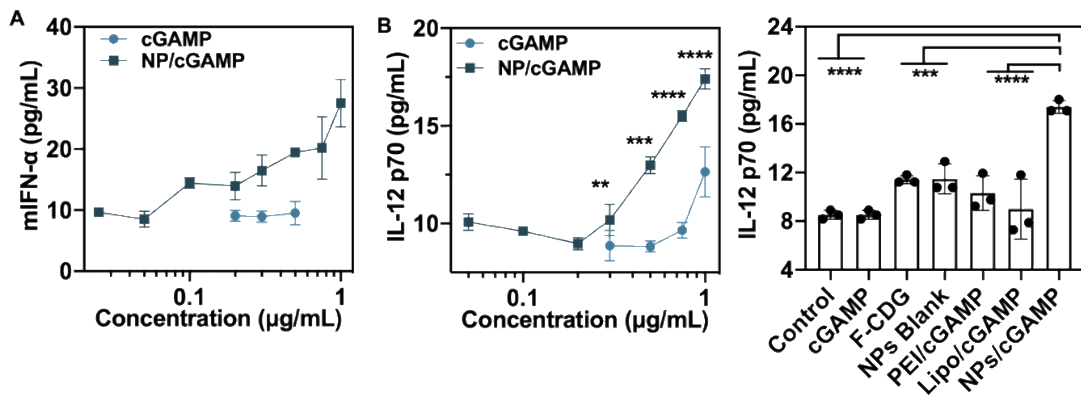 A
mIFN-α (pg/mL)
40
30
20
10
0
cGAMP
NP/cGAMP
0.1
1
Concentration (µg/mL)
B
IL-12 p70 (pg/mL)
20
15
10
cGAMP
NP/cGAMP
**
***
****
****
0.1
1
Concentration (µg/mL)
IL-12 p70 (pg/mL)
24
20
16
12
8
4
****
***
****
Control
cGAMP
F-CDG
NPs Blank
PEI/cGAMP
Lipo/cGAMP
NPs/cGAMP